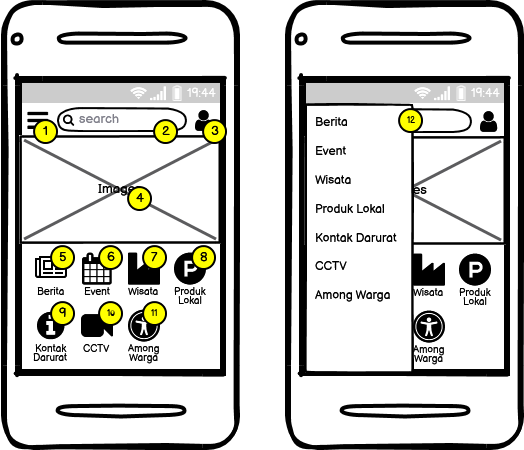 19:44
1
search
2
3
Images
4
5
6
7
8
Berita
Event
Wisata
Produk
Lokal
9
10
11
Kontak
Darurat
CCTV
Among
Warga
19:44
Berita
12
Event
Wisata
es
Produk Lokal
Kontak Darurat
CCTV
Among Warga
P
Wisata
Produk
Lokal
Among
Warga